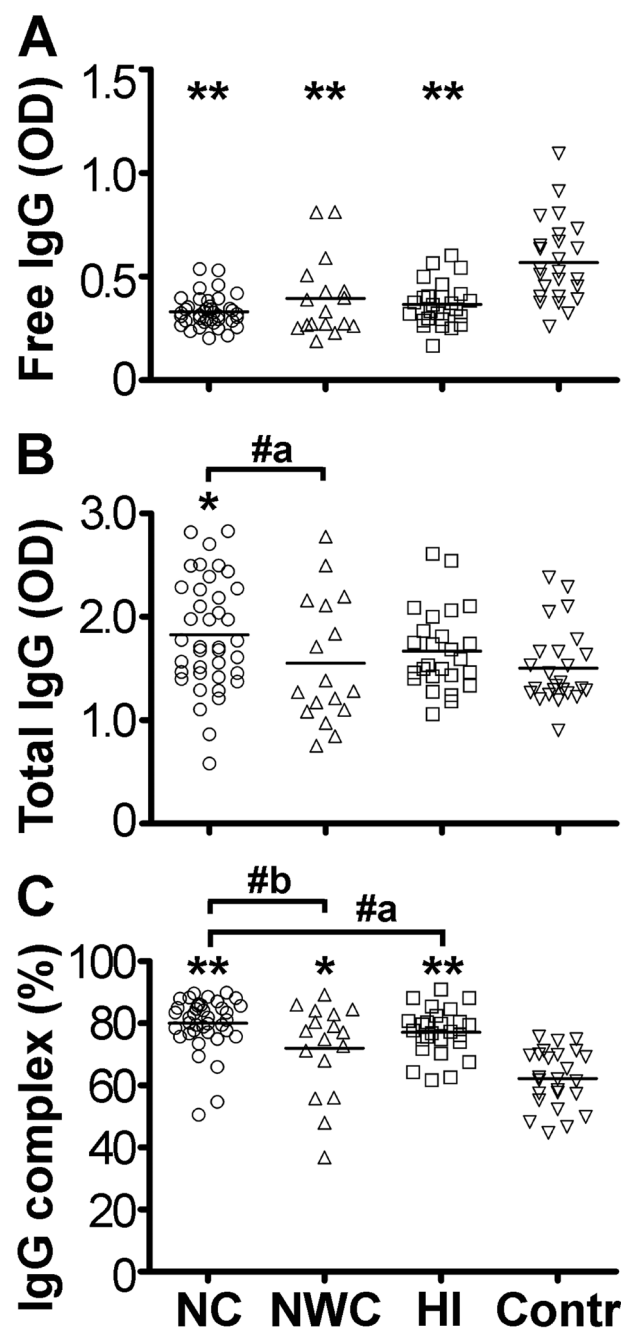 A
Free IgG (OD)
1.5
** ** **
1.0
0.5
0
B
Total IgG (OD)
#a
*
3.0
2.0
1.0
0
C
IgG complex (%)
#b
#a
100
** * **
80
60
40
20
0
NC NWC HI Contr